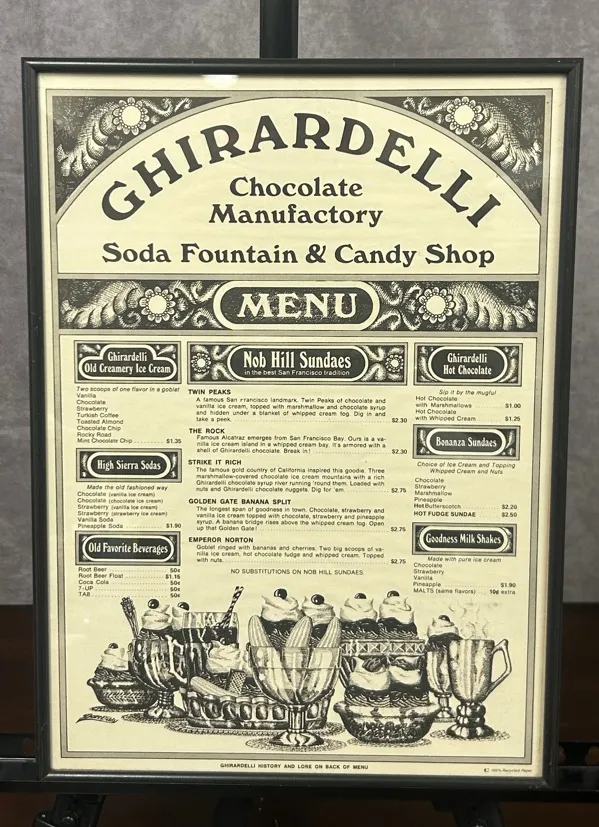 GHIRARDELLI
Chocolate
Manufactory
Soda Fountain & Candy Shop
MENU
Ghirardelli
Old Creamery Ice Cream
Two scoops of one flavor in a goblet
Vanilla
Chocolate
Strawberry
Turkish Coffee
Toasted Almond
Chocolate Chip
Rocky Road
Mint Chocolate Chip ............ $1.35
High Sierra Sodas
Made the old fashioned way
Chocolate (vanilla ice cream)
Chocolate (chocolate ice cream)
Strawberry (vanilla ice cream)
Strawberry (strawberry ice cream)
Vanilla Soda
Pineapple Soda ............ $1.90
Old Favorite Beverages
Root Beer ............ 50¢
Root Beer Float ............ $1.15
Coca Cola ............ 50¢
7-UP ............ 50¢
TAB ............ 50¢
Nob Hill Sundaes
in the best San Francisco tradition
TWIN PEAKS
A famous San Francisco landmark. Twin Peaks of chocolate and
vanilla ice cream, topped with marshmallow and chocolate syrup
and hidden under a blanket of whipped cream fog. Dig in and
take a peek. ............ $2.30
THE ROCK
Famous Alcatraz emerges from San Francisco Bay. Ours is a va-
nilla ice cream island in a whipped cream bay. It's armored with a
shell of Ghirardelli chocolate. Break in! ............ $2.30
STRIKE IT RICH
The famous gold country of California inspired this goodie. Three
marshmallow-covered chocolate ice cream mountains with a rich
Ghirardelli chocolate syrup river running 'round them. Loaded with
nuts and Ghirardelli chocolate nuggets. Dig for 'em. ............ $2.75
GOLDEN GATE BANANA SPLIT
The longest span of goodness in town. Chocolate, strawberry and
vanilla ice cream topped with chocolate, strawberry and pineapple
syrup. A banana bridge rises above the whipped cream fog. Open
up that Golden Gate! ............ $2.75
EMPEROR NORTON
Goblet ringed with bananas and cherries. Two big scoops of va-
nilla ice cream, hot chocolate fudge and whipped cream. Topped
with nuts. ............ $2.75
NO SUBSTITUTIONS ON NOB HILL SUNDAES.
Ghirardelli
Hot Chocolate
Sip it by the mugful
Hot Chocolate
with Marshmallows ............ $1.00
Hot Chocolate
with Whipped Cream ............ $1.25
Bonanza Sundaes
Choice of Ice Cream and Topping
Whipped Cream and Nuts
Chocolate
Strawberry
Marshmallow
Pineapple
Hot Butterscotch ............ $2.20
HOT FUDGE SUNDAE ............ $2.50
Goodness Milk Shakes
Made with pure ice cream
Chocolate
Strawberry
Vanilla
Pineapple ............ $1.90
MALTS (same flavors) .... 10¢ extra
GHIRARDELLI HISTORY AND LORE ON BACK OF MENU
100% Recycled Paper